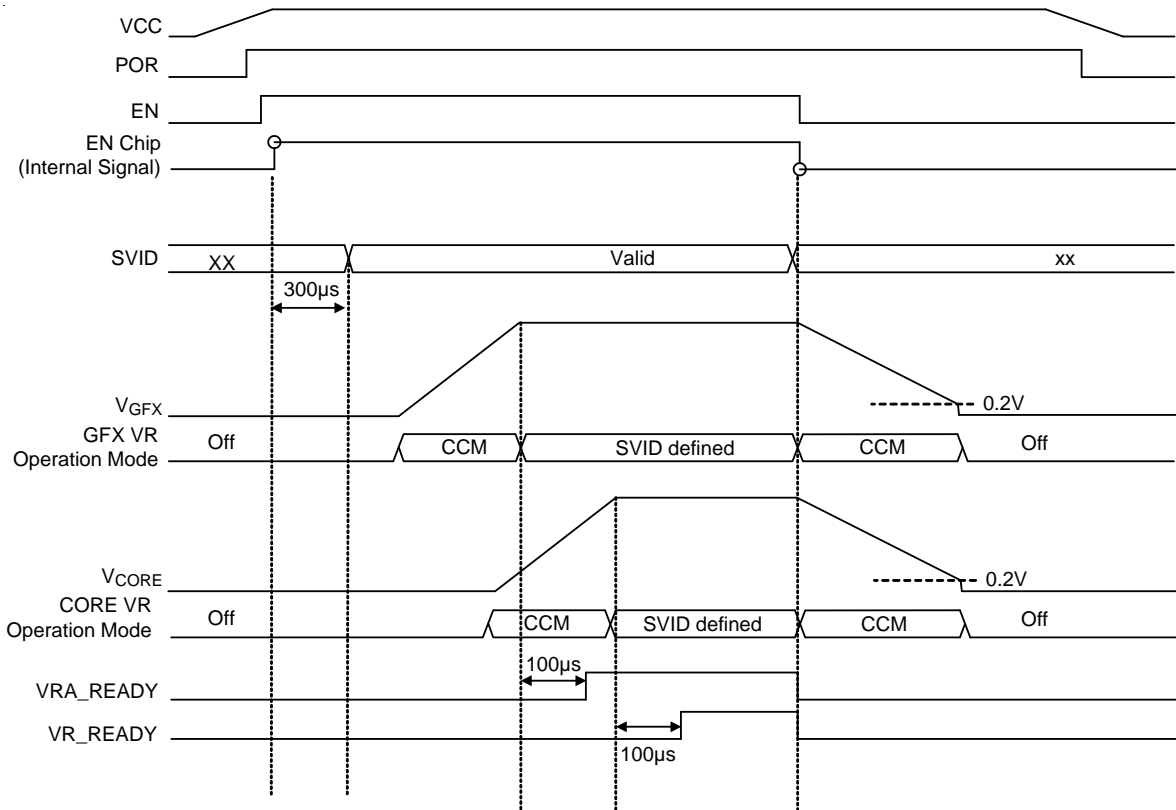 VCC
POR
EN
EN Chip
(Internal Signal)
SVID
XX
Valid
xx
300µs
VGFX
0.2V
GFX VR
Operation Mode
Off
CCM
SVID defined
CCM
Off
VCORE
0.2V
CORE VR
Operation Mode
Off
CCM
SVID defined
CCM
Off
100µs
VRA_READY
VR_READY
100µs